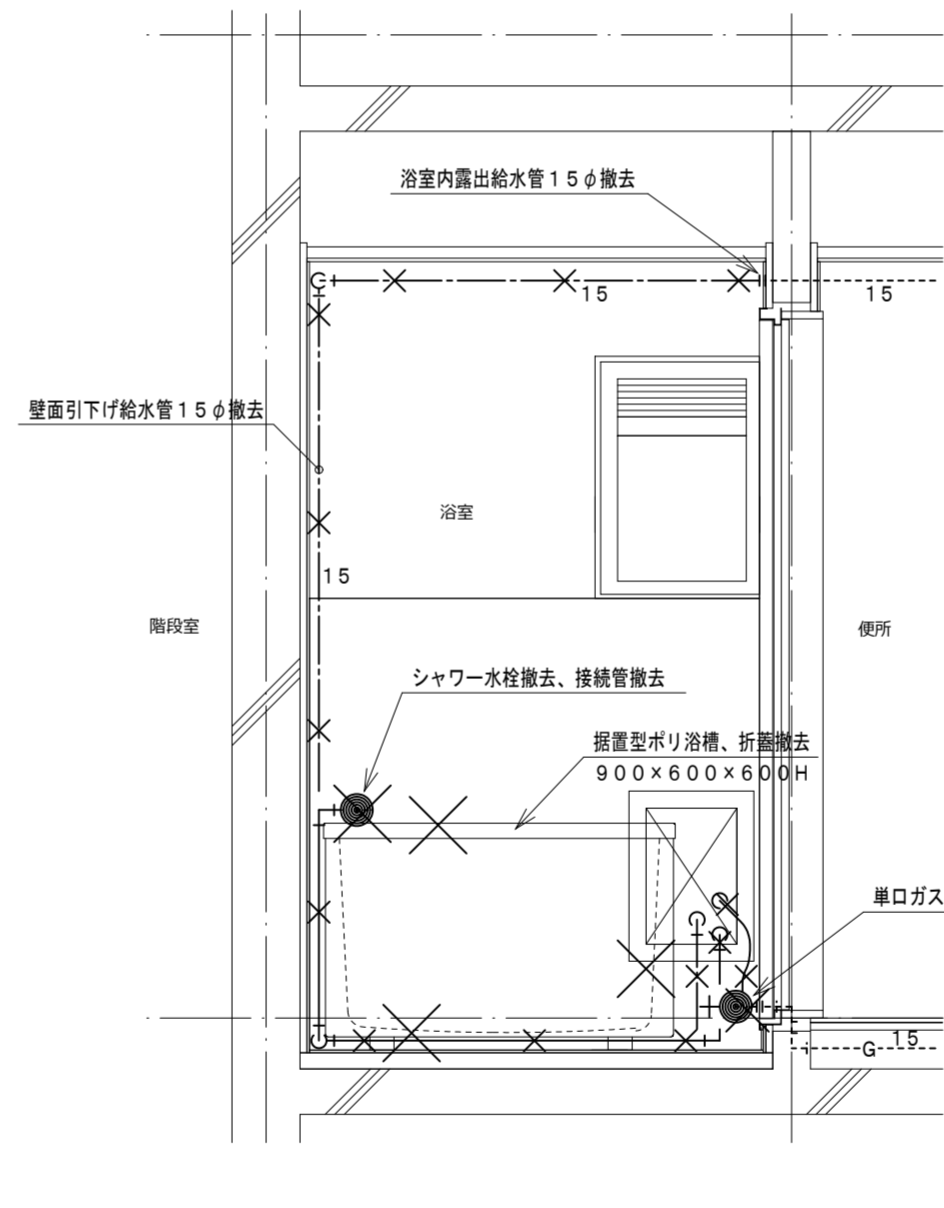 浴室内露出給水管１５φ撤去
１５
１５
壁面引下げ給水管１５φ撤去
浴室
１５
階段室
便所
シャワー水栓撤去、接続管撤去
据置型ポリ浴槽、折蓋撤去
９００×６００×６００Ｈ
単口ガス
１５
Ｇ